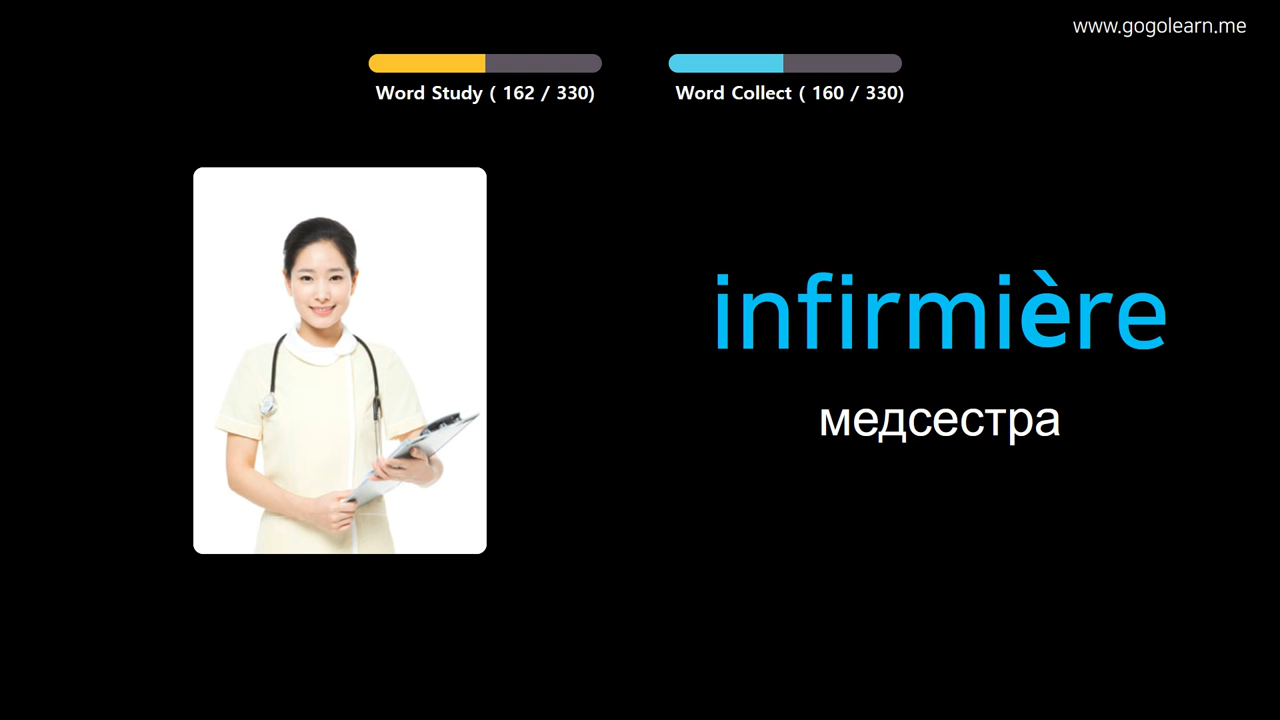 www.gogolearn.me
Word Study ( 162 / 330)
Word Collect ( 160 / 330)
infirmière
медсестра